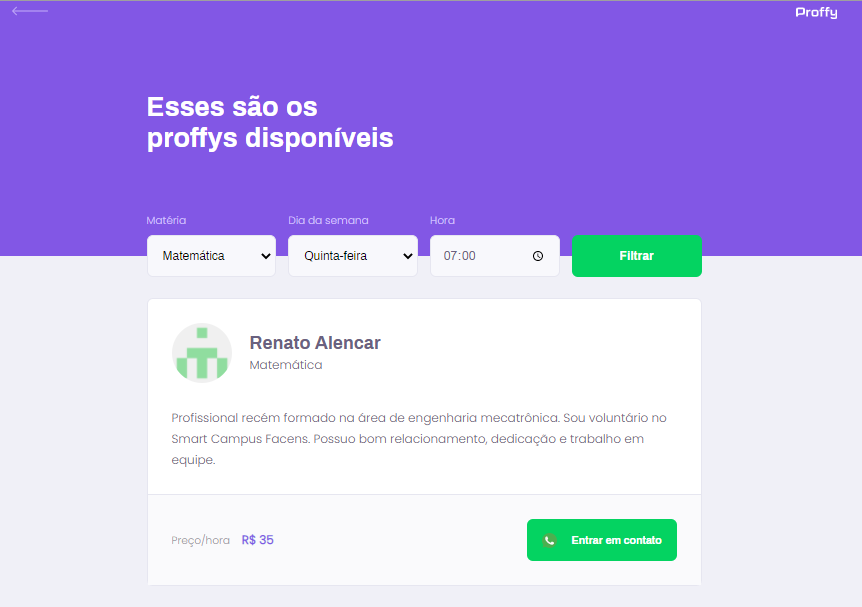 Proffy
Esses são os
proffys disponíveis
Matéria
Dia da semana
Hora
Matemática
Quinta-feira
07:00
Filtrar
Renato Alencar
Matemática
Profissional recém formado na área de engenharia mecatrônica. Sou voluntário no
Smart Campus Facens. Possuo bom relacionamento, dedicação e trabalho em
equipe.
Preço/hora R$ 35
Entrar em contato